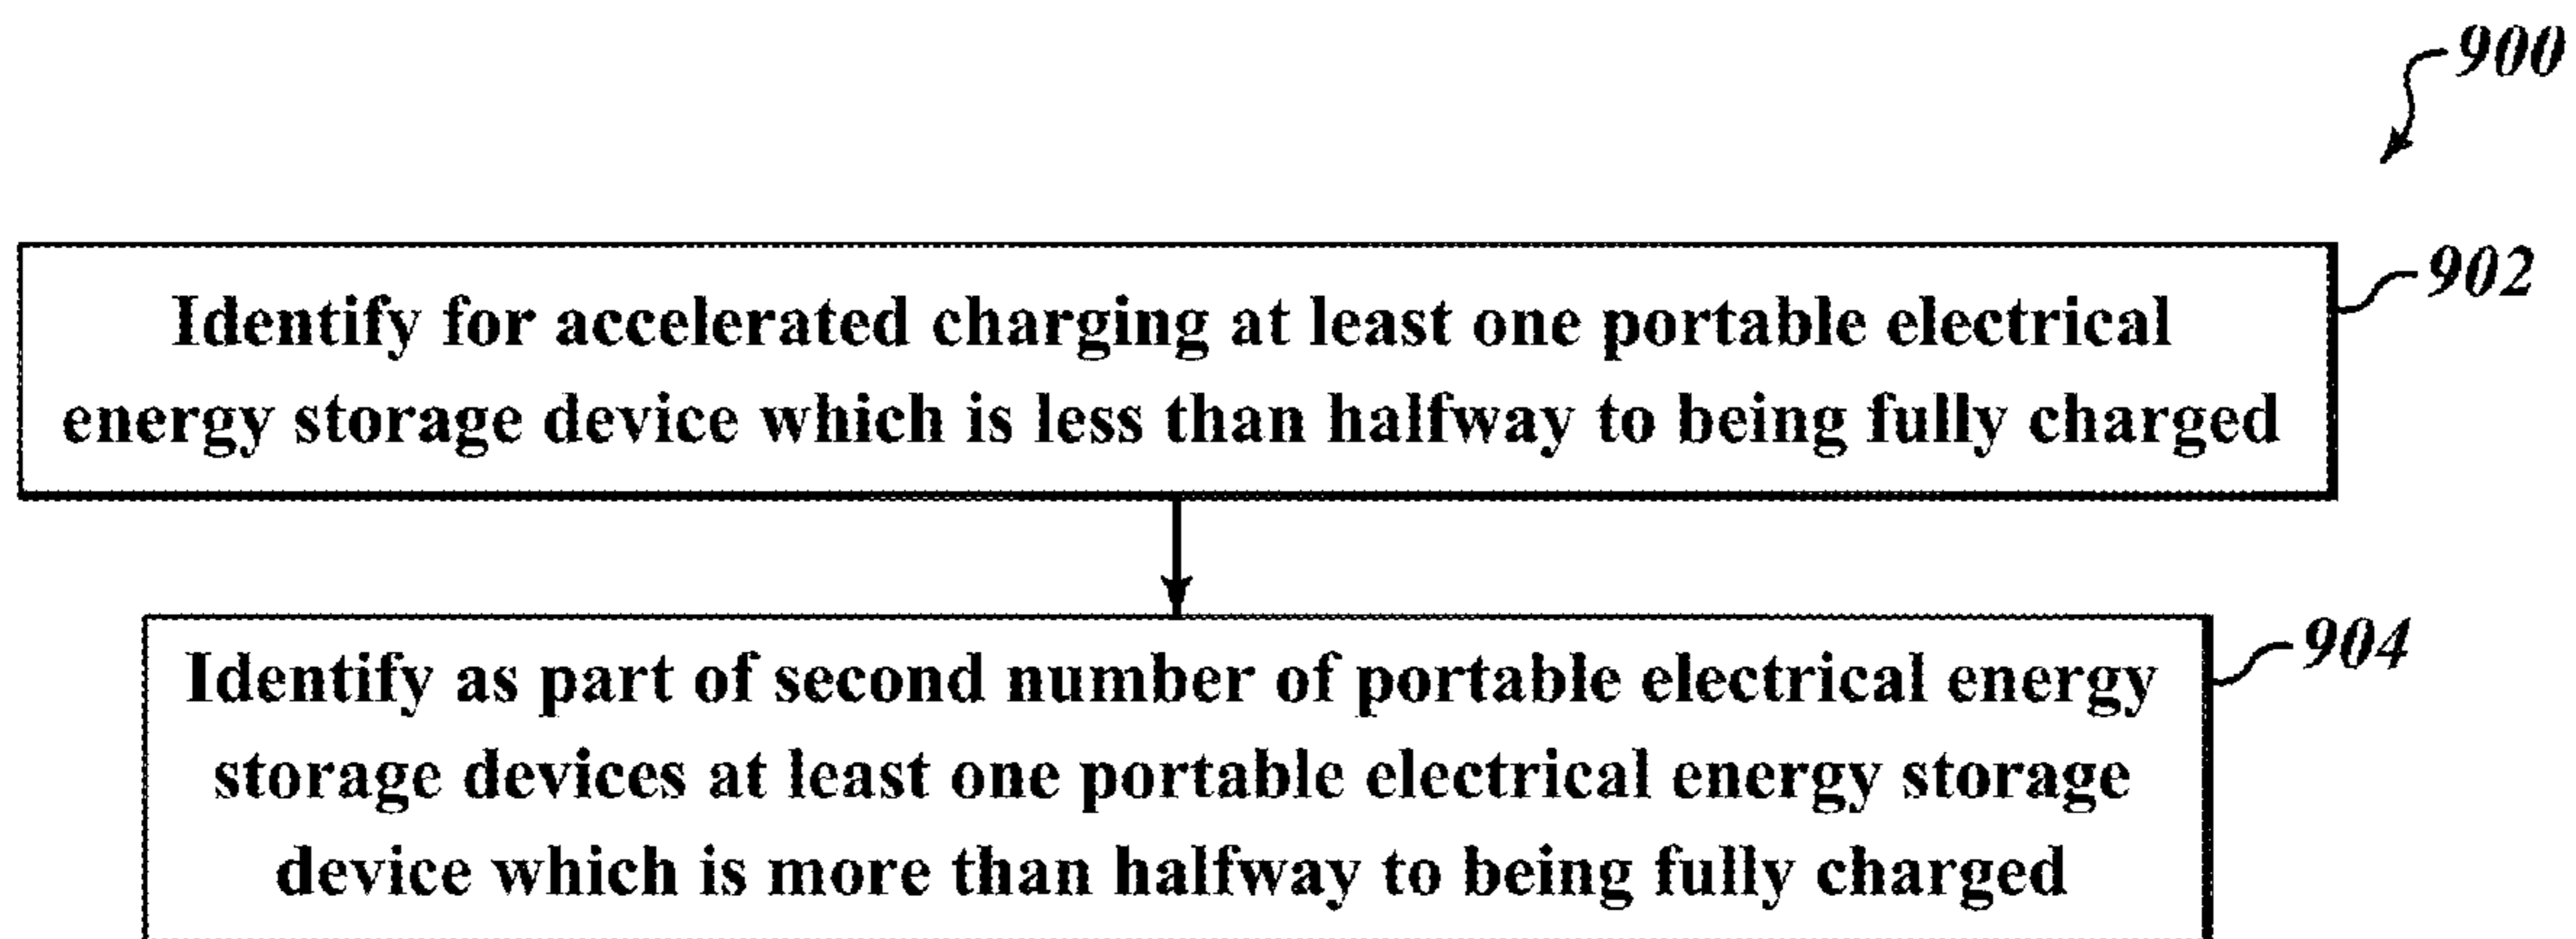 900
902
Identify for accelerated charging at least one portable electrical
energy storage device which is less than halfway to being fully charged
904
Identify as part of second number of portable electrical energy
storage devices at least one portable electrical energy storage
device which is more than halfway to being fully charged